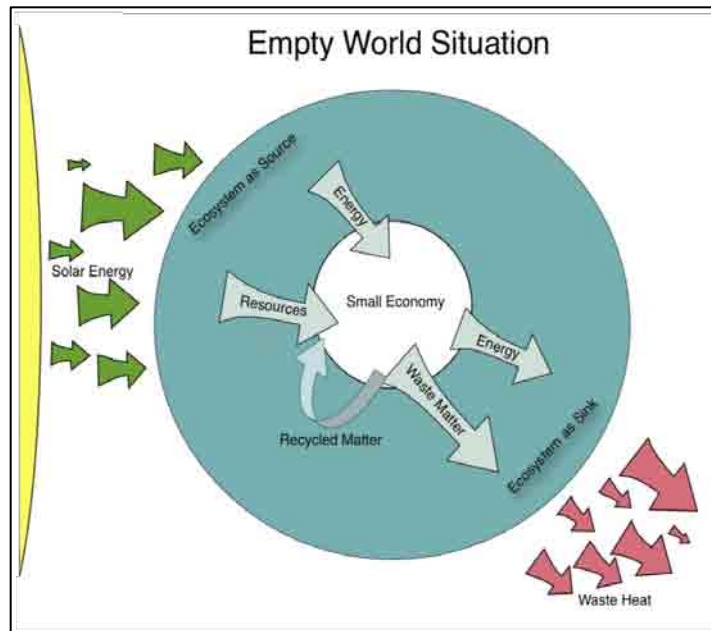 Empty World Situation
Ecosystem as Source
Energy
Solar Energy
Resources
Small Economy
Energy
Waste Matter
Recycled Matter
Ecosystem as Sink
Waste Heat